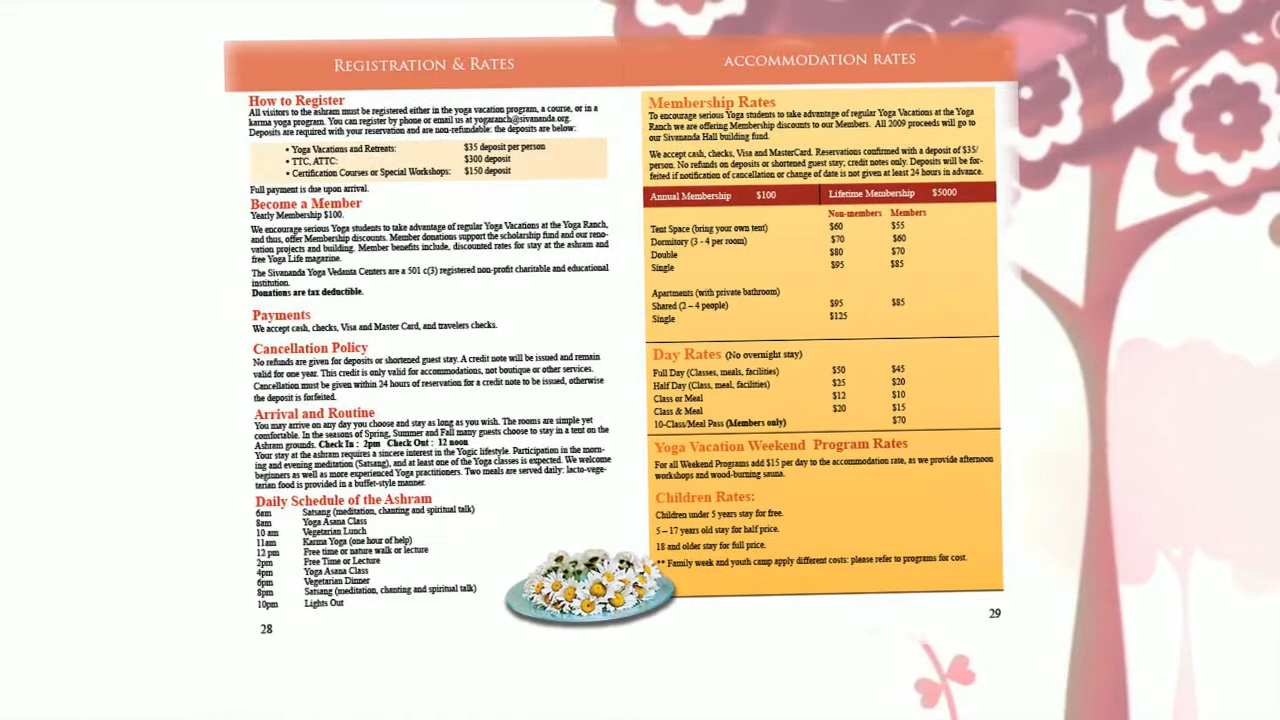 REGISTRATION & RATES
How to Register
All visitors to the ashram must be registered either in the yoga vacation program, a course, or in a
karma yoga program. You can register by phone or email us at yogaranch@sivananda.org.
Deposits are required with your reservation and are non-refundable: the deposits are below:
• Yoga Vacations and Retreats: $35 deposit per person
• TTC, ATTC: $300 deposit
• Certification Courses or Special Workshops: $150 deposit
Full payment is due upon arrival.
Become a Member
Yearly Membership $100.
We encourage serious Yoga students to take advantage of regular Yoga Vacations at the Yoga Ranch,
and thus, offer Membership discounts. Member donations support the scholarship fund and our reno-
vation projects and building. Member benefits include, discounted rates for stay at the ashram and
free Yoga Life magazine.
The Sivananda Yoga Vedanta Centers are a 501 c(3) registered non-profit charitable and educational
institution.
Donations are tax deductible.
Payments
We accept cash, checks, Visa and Master Card, and travelers checks.
Cancellation Policy
No refunds are given for deposits or shortened guest stay. A credit note will be issued and remain
valid for one year. This credit is only valid for accommodations, not boutique or other services.
Cancellation must be given within 24 hours of reservation for a credit note to be issued, otherwise
the deposit is forfeited.
Arrival and Routine
You may arrive on any day you choose and stay as long as you wish. The rooms are simple yet
comfortable. In the seasons of Spring, Summer and Fall many guests choose to stay in a tent on the
Ashram grounds. Check In : 2pm Check Out : 12 noon
Your stay at the ashram requires a sincere interest in the Yogic lifestyle. Participation in the morn-
ing and evening meditation (Satsang), and at least one of the Yoga classes is expected. We welcome
beginners as well as more experienced Yoga practitioners. Two meals are served daily: lacto-vege-
tarian food is provided in a buffet-style manner.
Daily Schedule of the Ashram
6am Satsang (meditation, chanting and spiritual talk)
8am Yoga Asana Class
10 am Vegetarian Lunch
11am Karma Yoga (one hour of help)
12 pm Free time or nature walk or lecture
2pm Free Time or Lecture
4pm Yoga Asana Class
6pm Vegetarian Dinner
8pm Satsang (meditation, chanting and spiritual talk)
10pm Lights Out
28
ACCOMMODATION RATES
Membership Rates
To encourage serious Yoga students to take advantage of regular Yoga Vacations at the Yoga
Ranch we are offering Membership discounts to our Members. All 2009 proceeds will go to
our Sivananda Hall building fund.
We accept cash, checks, Visa and MasterCard. Reservations confirmed with a deposit of $35/
person. No refunds on deposits or shortened guest stay; credit notes only. Deposits will be for-
feited if notification of cancellation or change of date is not given at least 24 hours in advance.
Annual Membership $100 Lifetime Membership $5000
Non-members Members
Tent Space (bring your own tent) $60 $55
Dormitory (3 - 4 per room) $70 $60
Double $80 $70
Single $95 $85
Apartments (with private bathroom)
Shared (2 – 4 people) $95 $85
Single $125
Day Rates (No overnight stay)
Full Day (Classes, meals, facilities) $50 $45
Half Day (Class, meal, facilities) $25 $20
Class or Meal $12 $10
Class & Meal $20 $15
10-Class/Meal Pass (Members only) $70
Yoga Vacation Weekend Program Rates
For all Weekend Programs add $15 per day to the accommodation rate, as we provide afternoon
workshops and wood-burning sauna.
Children Rates:
Children under 5 years stay for free.
5 – 17 years old stay for half price.
18 and older stay for full price.
** Family week and youth camp apply different costs: please refer to programs for cost.
29